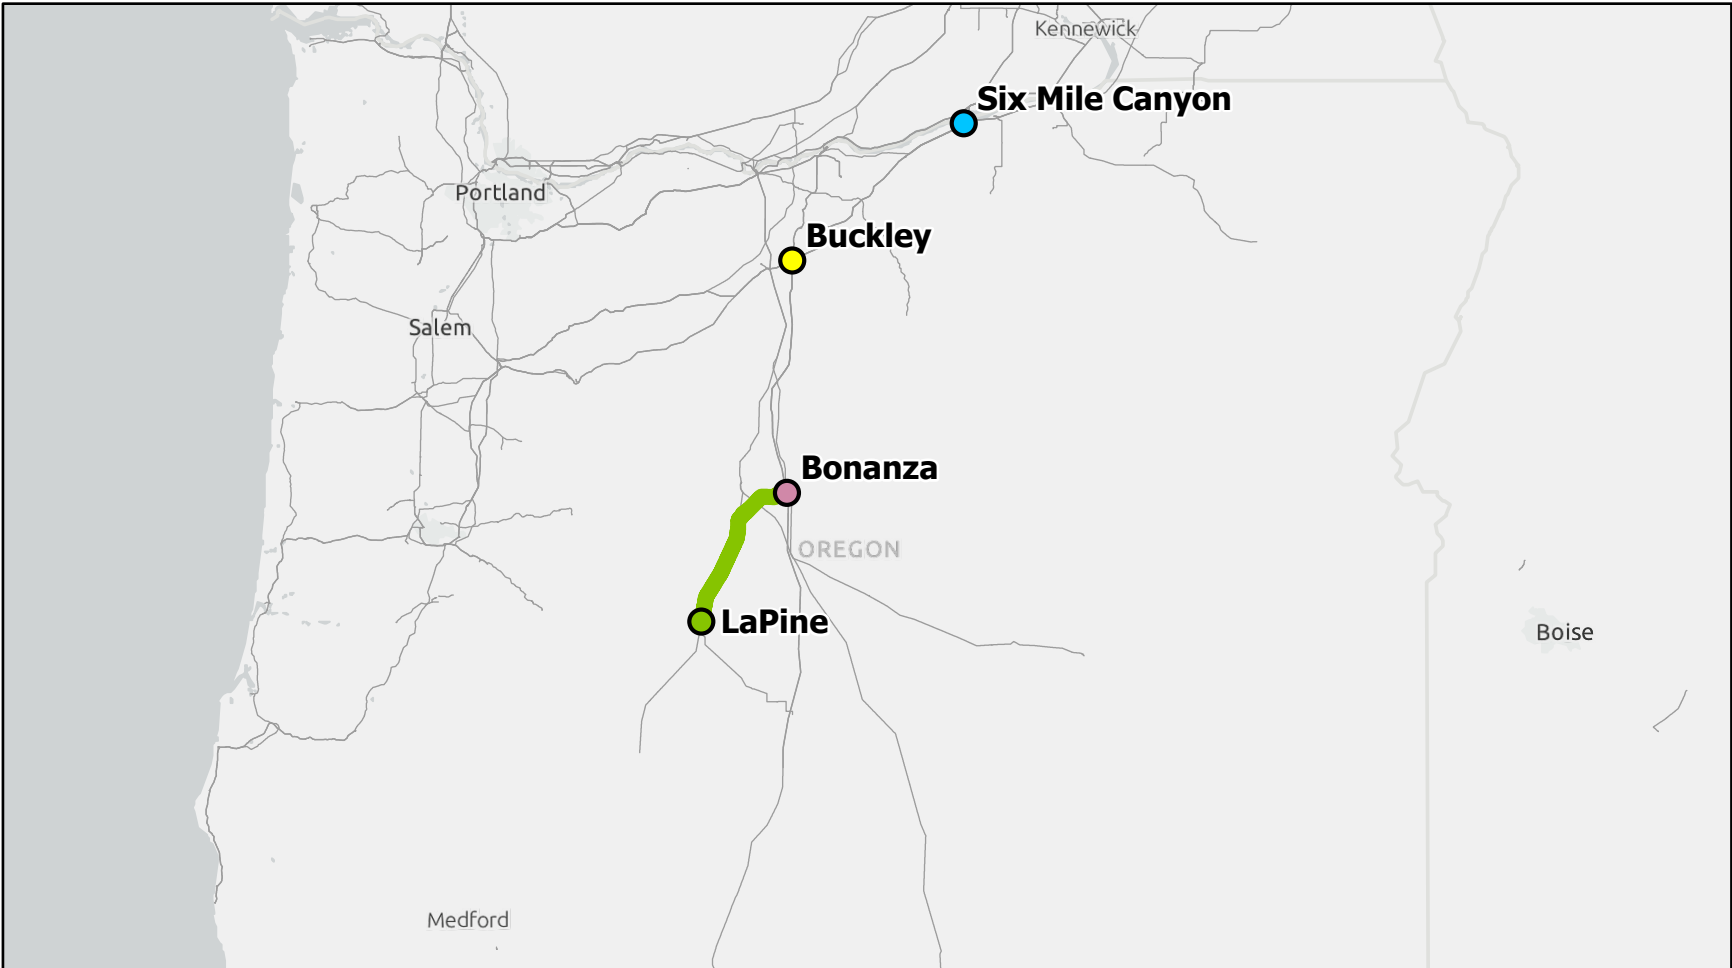 Kennewick
Six Mile Canyon
Portland
Buckley
Salem
Bonanza
OREGON
LaPine
Boise
Medford